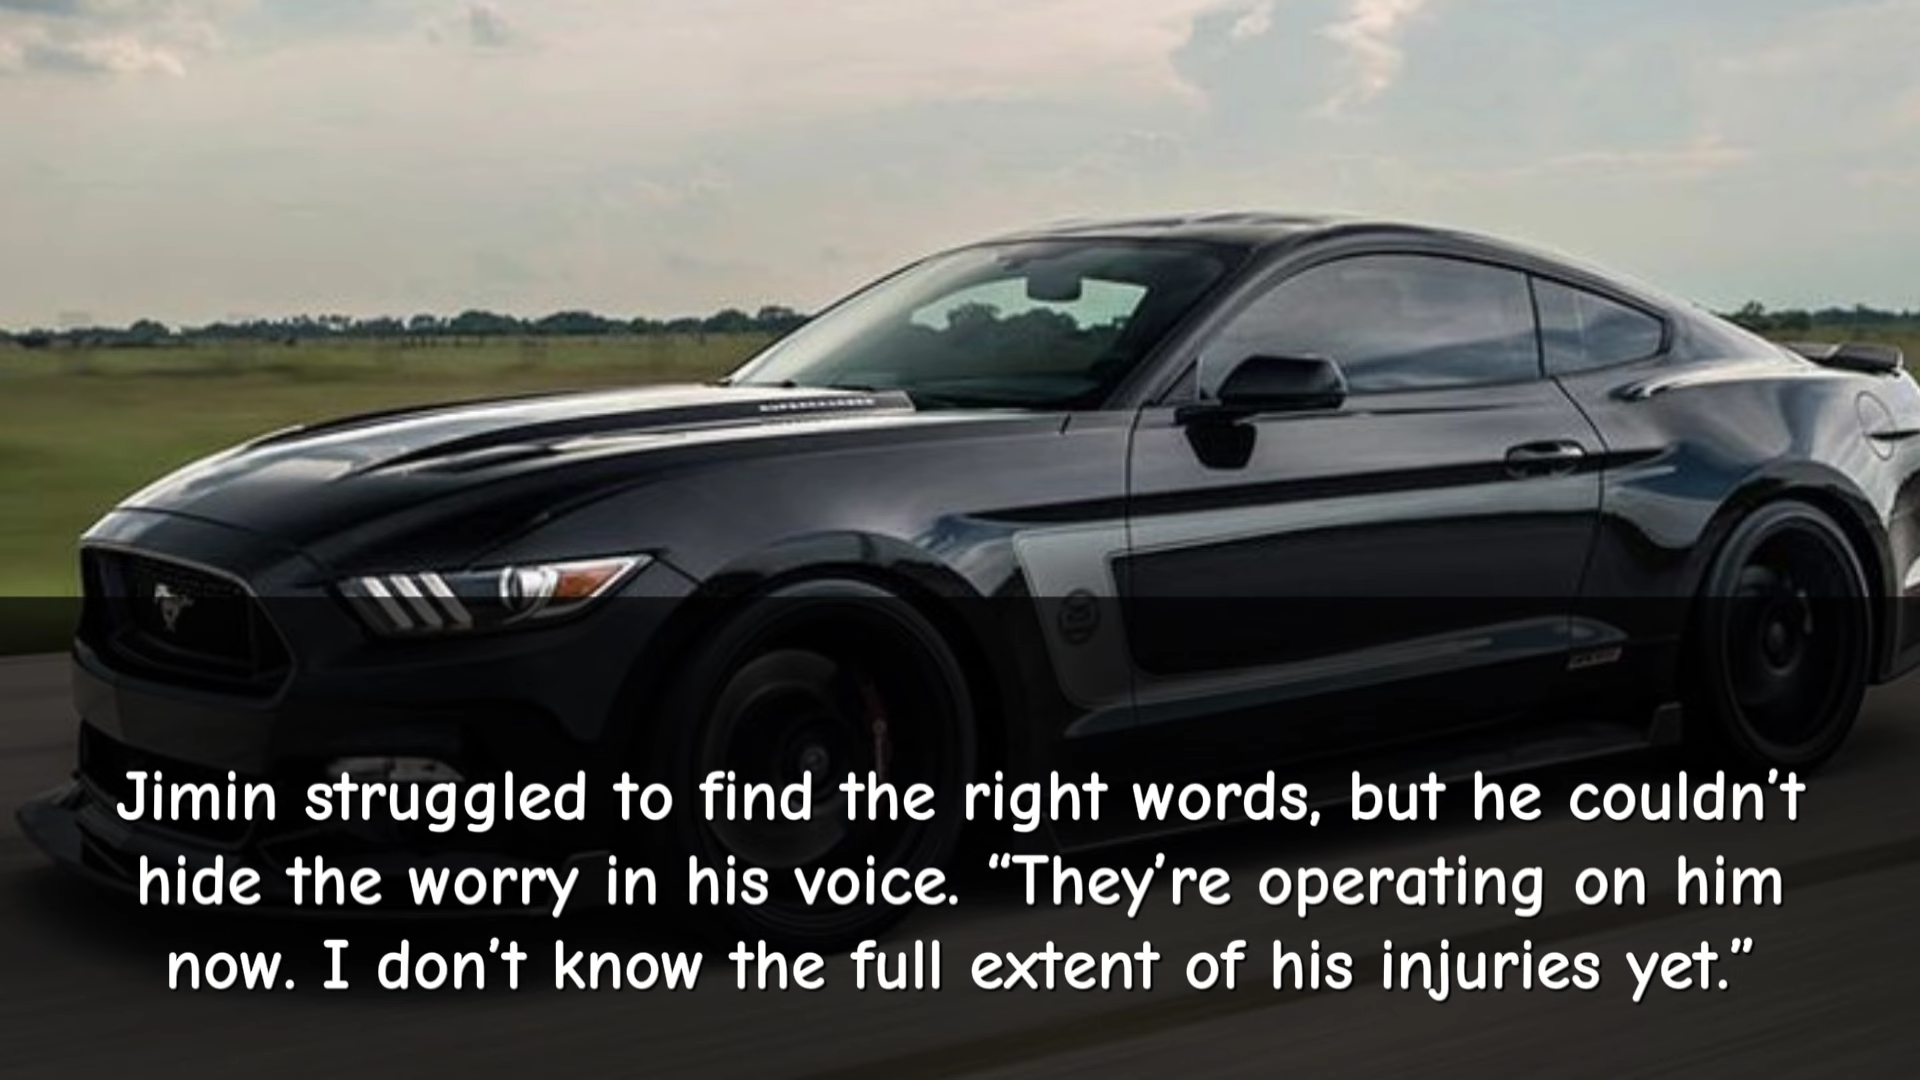 Jimin struggled to find the right words, but he couldn’t
hide the worry in his voice. “They’re operating on him
now. I don’t know the full extent of his injuries yet.”